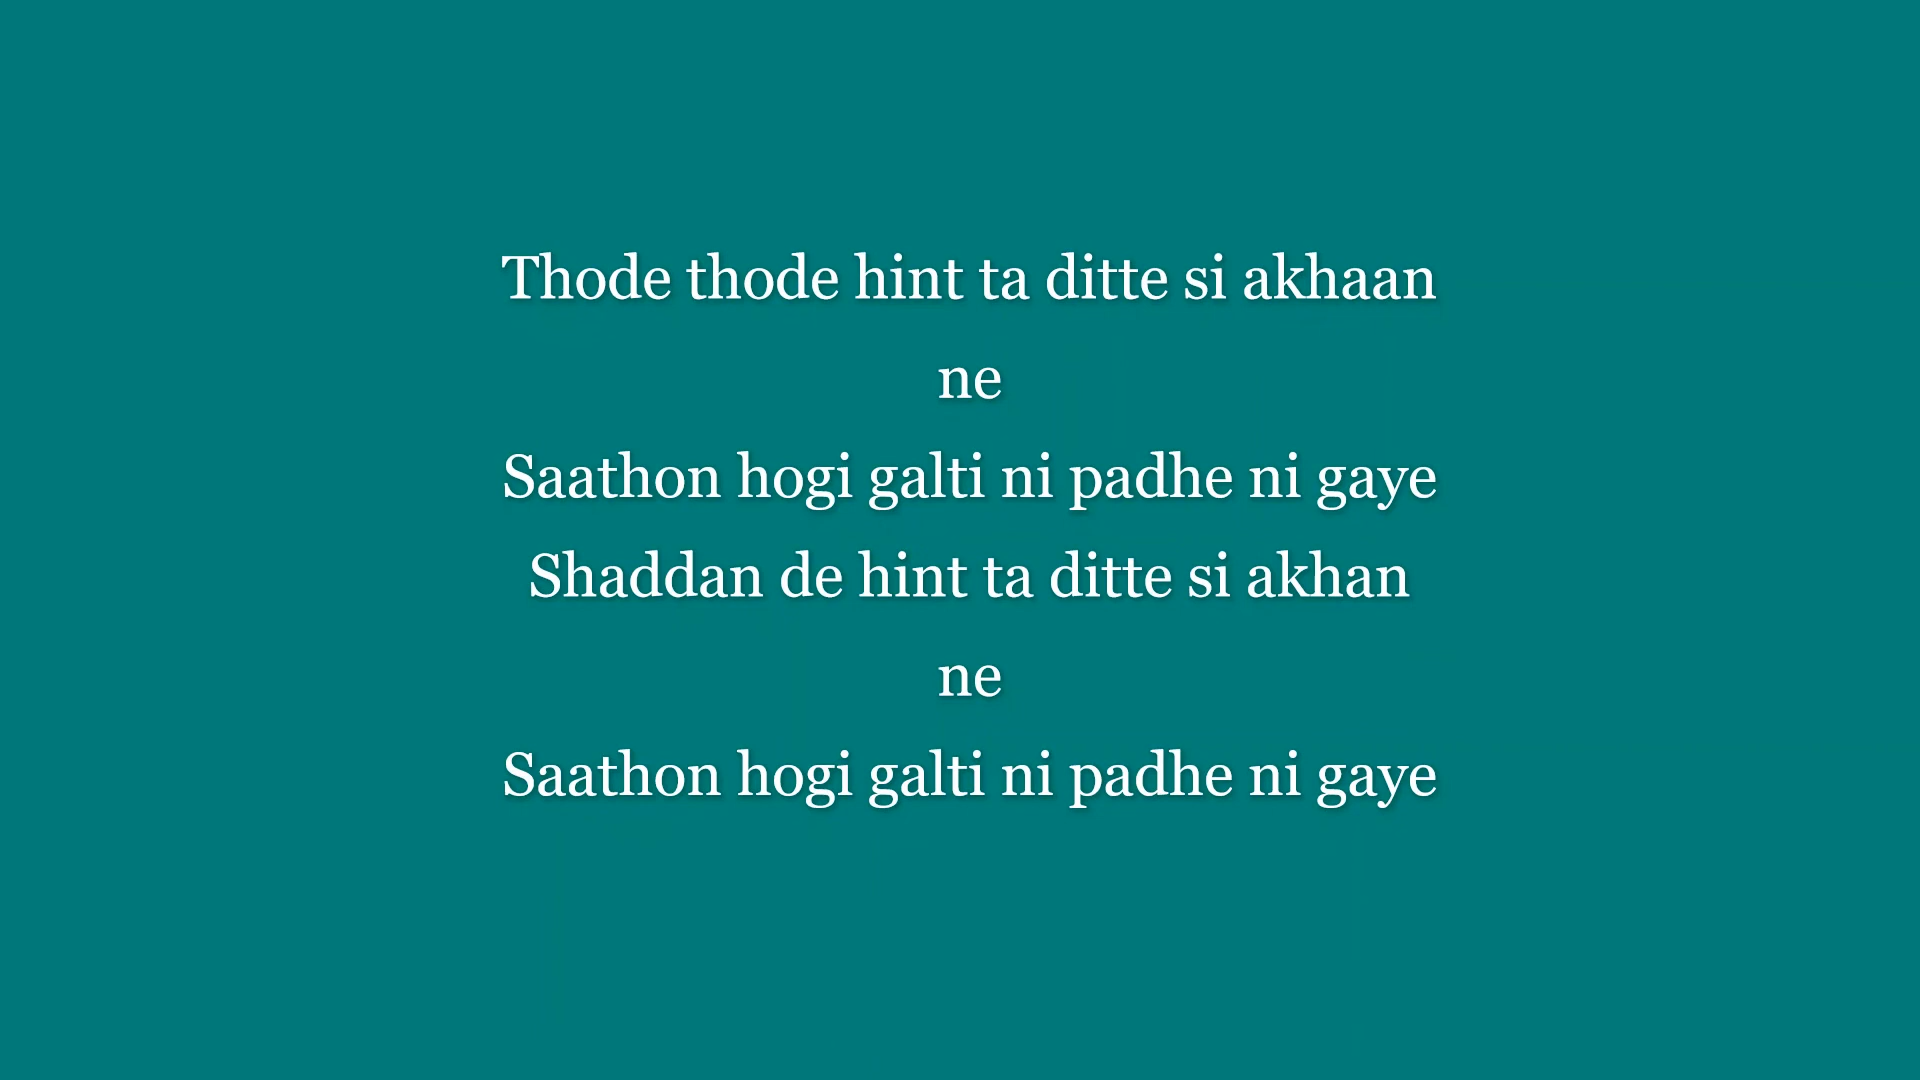 Thode thode hint ta ditte si akhaan
ne
Saathon hogi galti ni padhe ni gaye
Shaddan de hint ta ditte si akhan
ne
Saathon hogi galti ni padhe ni gaye